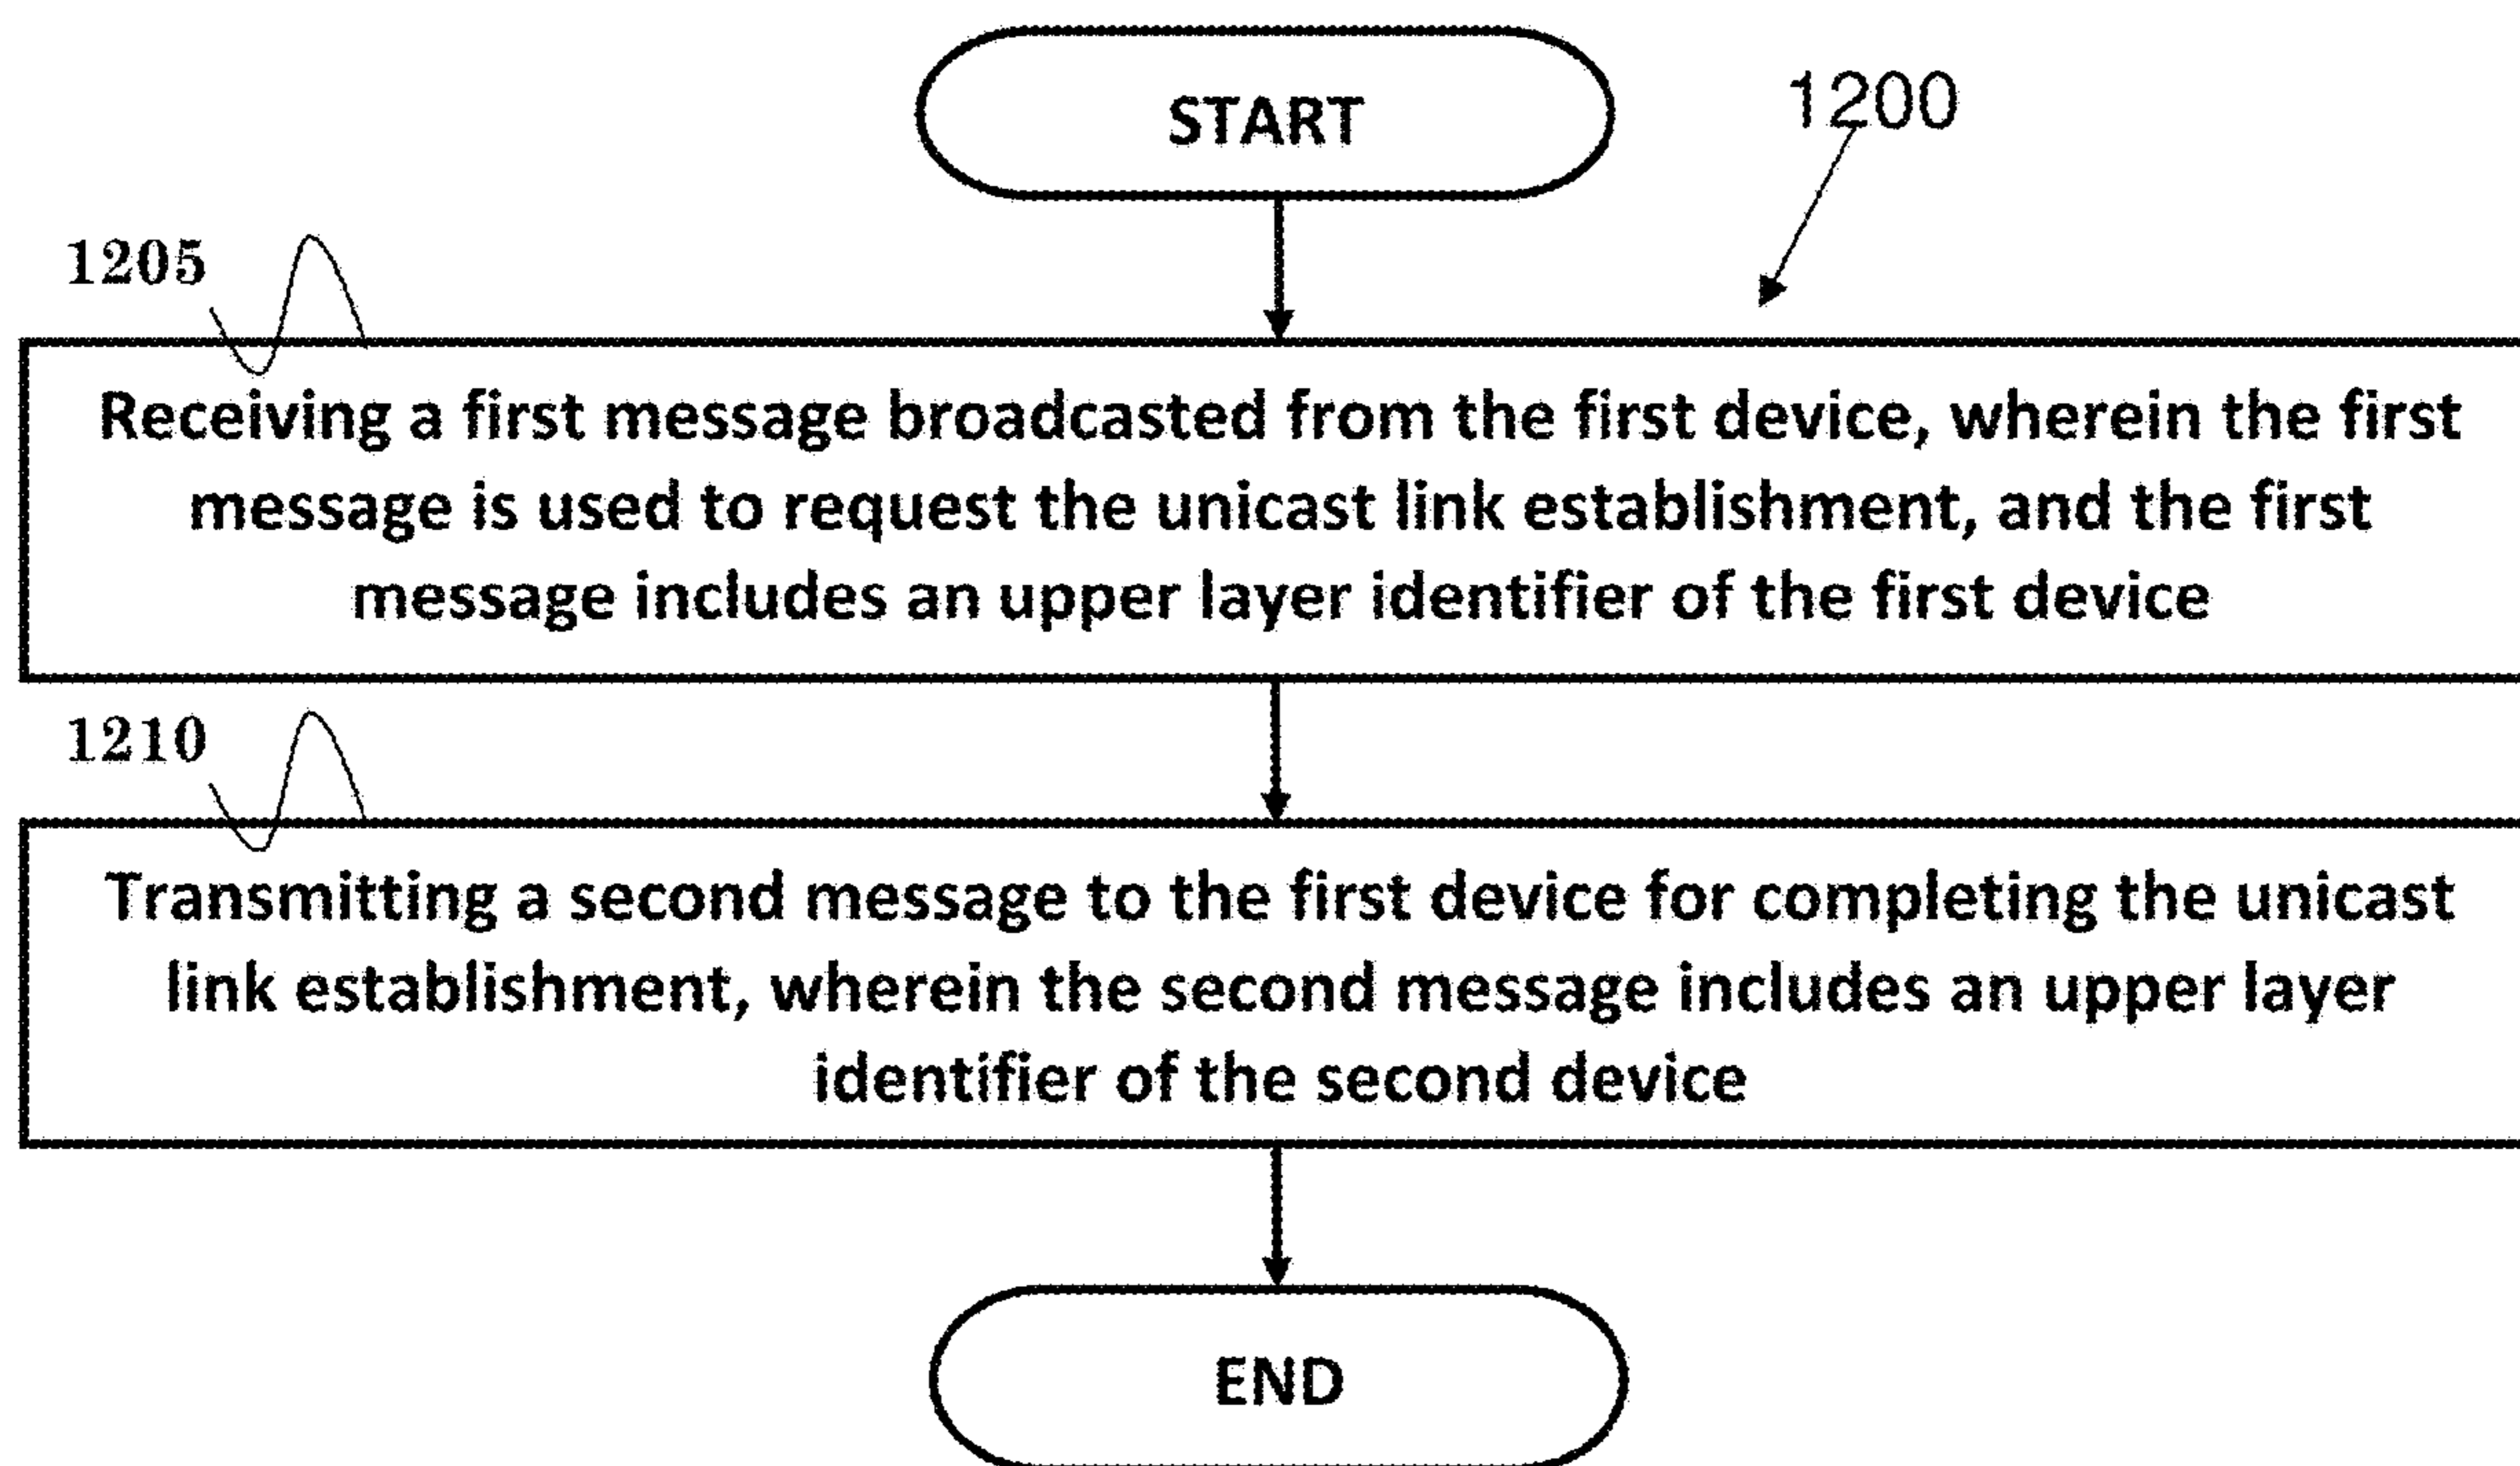 START
1200
1205
Receiving a first message broadcasted from the first device, wherein the first
message is used to request the unicast link establishment, and the first
message includes an upper layer identifier of the first device
1210
Transmitting a second message to the first device for completing the unicast
link establishment, wherein the second message includes an upper layer
identifier of the second device
END